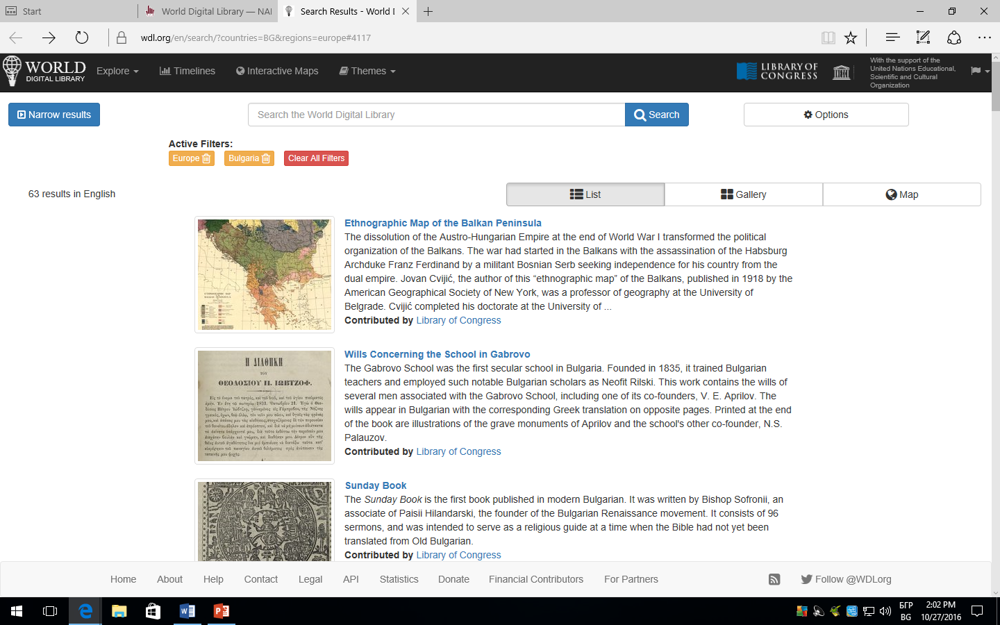 Start
World Digital Library — NAI
Search Results - World D
wdl.org/en/search/?countries=BG&regions=europe#4117
WORLD
DIGITAL LIBRARY
Explore
Timelines
Interactive Maps
Themes
LIBRARY OF
CONGRESS
With the support of the
United Nations Educational,
Scientific and Cultural
Organization
Narrow results
Search the World Digital Library
Search
Options
Active Filters:
Europe
Bulgaria
Clear All Filters
63 results in English
List
Gallery
Map
Ethnographic Map of the Balkan Peninsula
The dissolution of the Austro-Hungarian Empire at the end of World War I transformed the political
organization of the Balkans. The war had started in the Balkans with the assassination of the Habsburg
Archduke Franz Ferdinand by a militant Bosnian Serb seeking independence for his country from the
dual empire. Jovan Cvijić, the author of this “ethnographic map” of the Balkans, published in 1918 by the
American Geographical Society of New York, was a professor of geography at the University of
Belgrade. Cvijić completed his doctorate at the University of ...
Contributed by Library of Congress
Η ΔΙΑΘΗΚΗ
ΤΟΥ
ΘΕΟΔΟΣΙΟΥ Π. ΙΩΒΤΖΟΦ.
Wills Concerning the School in Gabrovo
The Gabrovo School was the first secular school in Bulgaria. Founded in 1835, it trained Bulgarian
teachers and employed such notable Bulgarian scholars as Neofit Rilski. This work contains the wills of
several men associated with the Gabrovo School, including one of its co-founders, V. E. Aprilov. The
wills appear in Bulgarian with the corresponding Greek translation on opposite pages. Printed at the end
of the book are illustrations of the grave monuments of Aprilov and the school's other co-founder, N.S.
Palauzov.
Contributed by Library of Congress
Sunday Book
The Sunday Book is the first book published in modern Bulgarian. It was written by Bishop Sofronii, an
associate of Paisii Hilandarski, the founder of the Bulgarian Renaissance movement. It consists of 96
sermons, and was intended to serve as a religious guide at a time when the Bible had not yet been
translated from Old Bulgarian.
Contributed by Library of Congress
Home
About
Help
Contact
Legal
API
Statistics
Donate
Financial Contributors
For Partners
Follow @WDLorg
БГР
BG
2:02 PM
10/27/2016